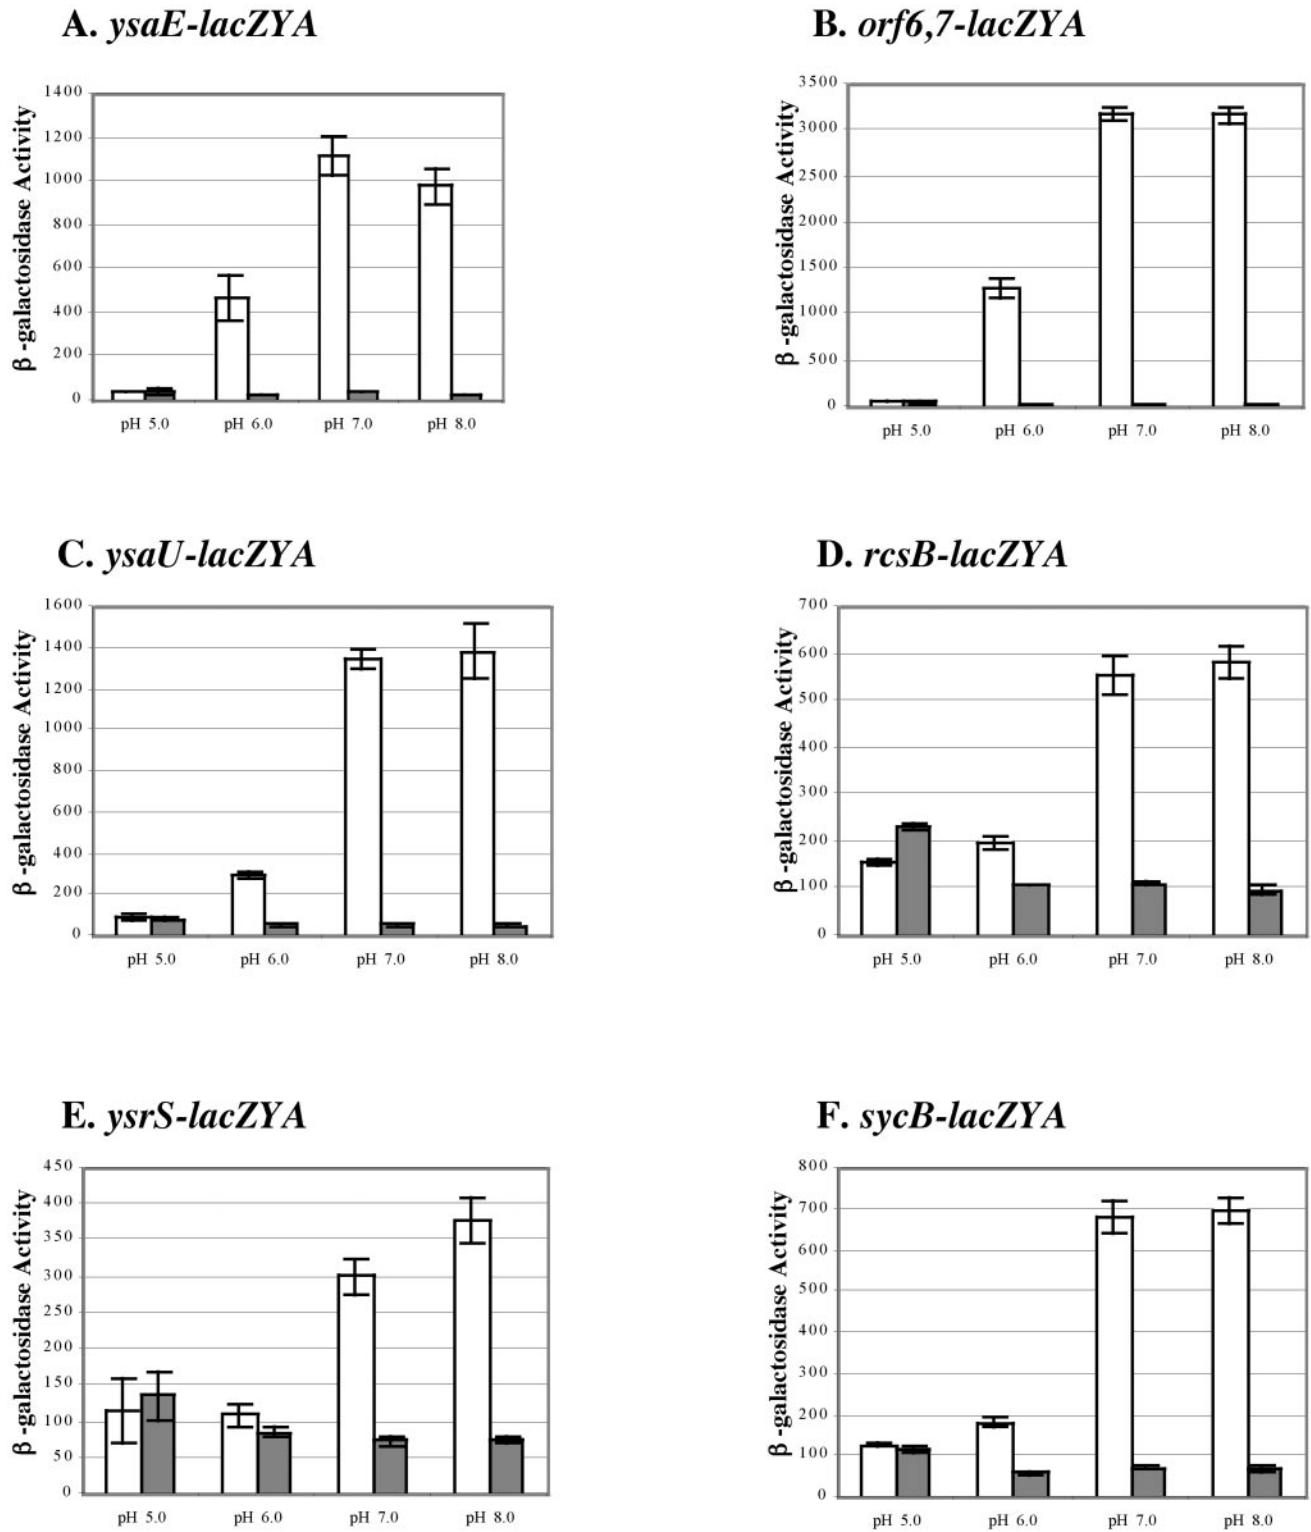 A. ysaE-lacZYA
β -galactosidase Activity
1400
1200
1000
800
600
400
200
0
pH 5.0 pH 6.0 pH 7.0 pH 8.0
B. orf6,7-lacZYA
β -galactosidase Activity
3500
3000
2500
2000
1500
1000
500
0
pH 5.0 pH 6.0 pH 7.0 pH 8.0
C. ysaU-lacZYA
β -galactosidase Activity
1600
1400
1200
1000
800
600
400
200
0
pH 5.0 pH 6.0 pH 7.0 pH 8.0
D. rcsB-lacZYA
β -galactosidase Activity
700
600
500
400
300
200
100
0
pH 5.0 pH 6.0 pH 7.0 pH 8.0
E. ysrS-lacZYA
β -galactosidase Activity
450
400
350
300
250
200
150
100
50
0
pH 5.0 pH 6.0 pH 7.0 pH 8.0
F. sycB-lacZYA
β -galactosidase Activity
800
700
600
500
400
300
200
100
0
pH 5.0 pH 6.0 pH 7.0 pH 8.0